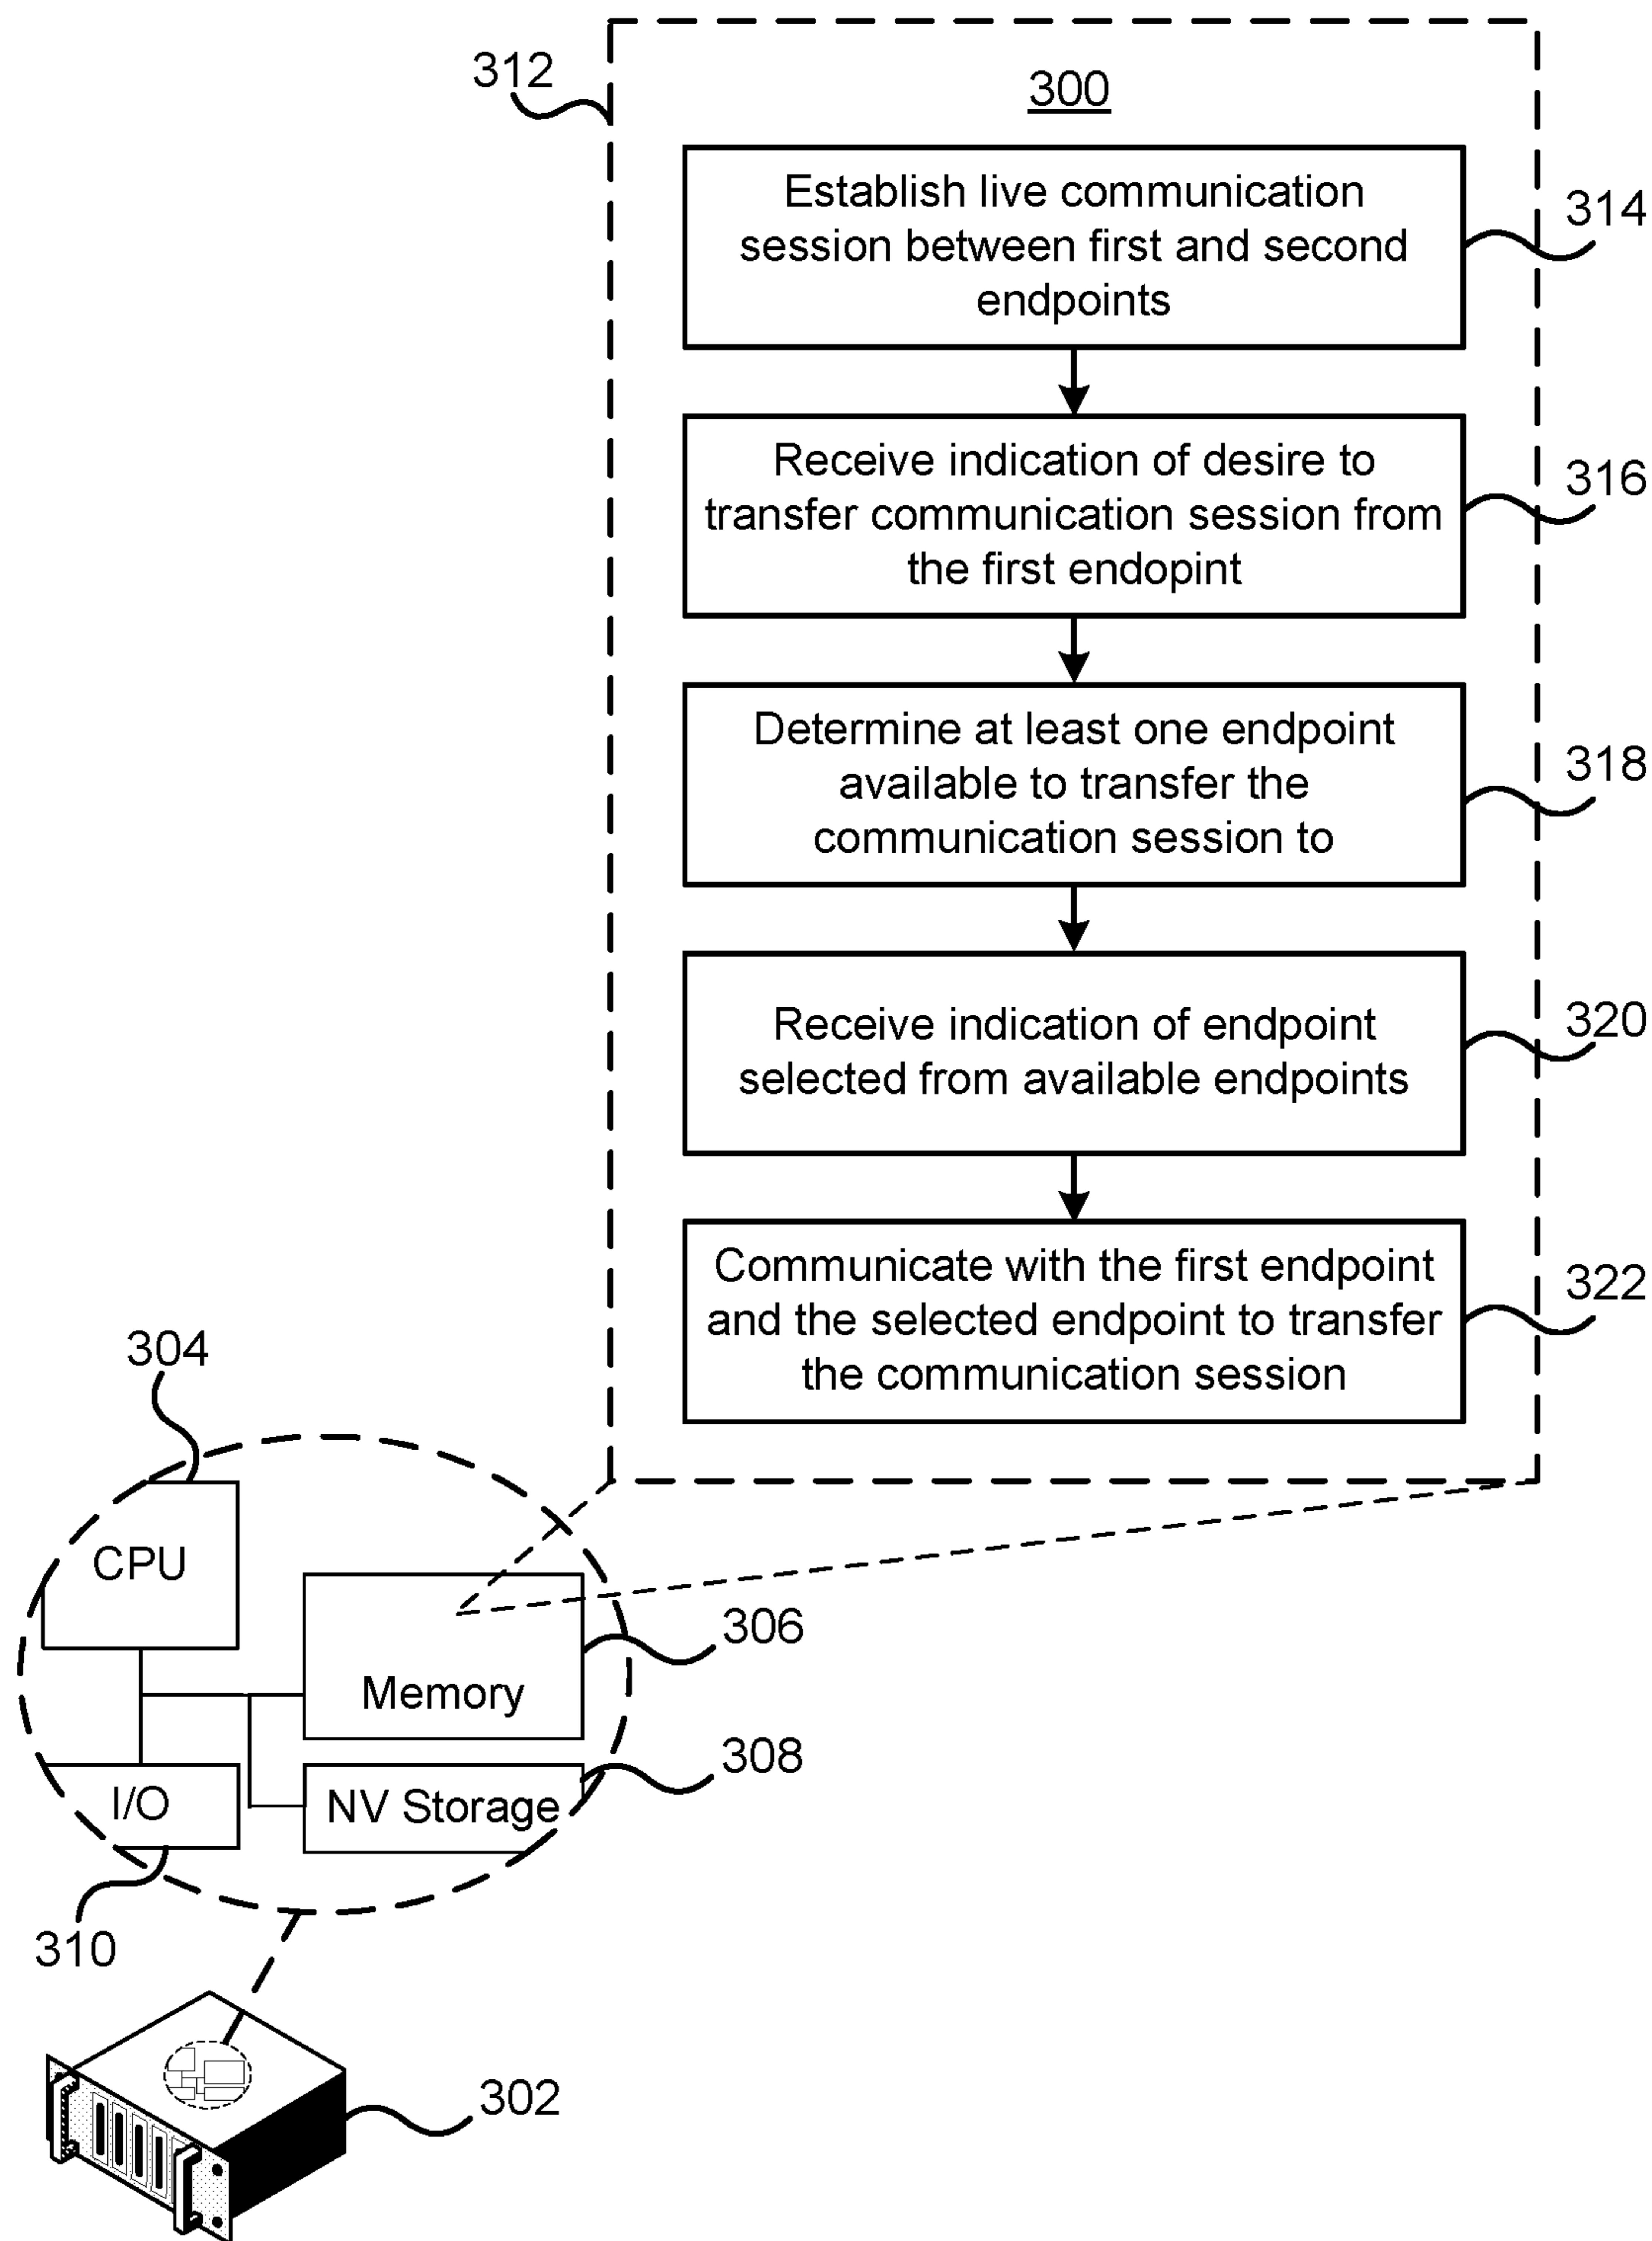 312
300
Establish live communication
session between first and second
endpoints
314
Receive indication of desire to
transfer communication session from
the first endopint
316
Determine at least one endpoint
available to transfer the
communication session to
318
Receive indication of endpoint
selected from available endpoints
320
Communicate with the first endpoint
and the selected endpoint to transfer
the communication session
322
304
CPU
306
Memory
308
I/O
NV Storage
310
302